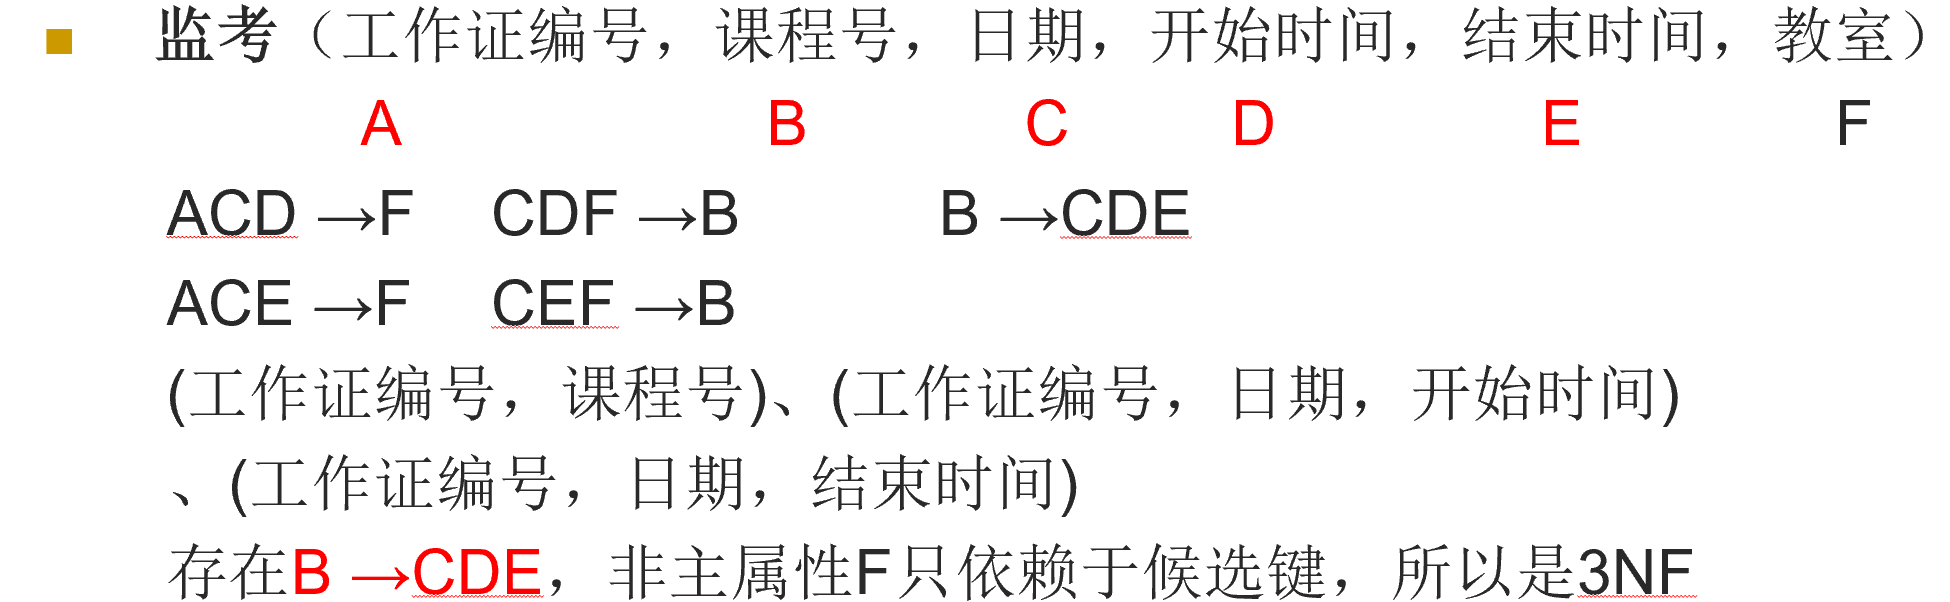 监考（工作证编号，课程号，日期，开始时间，结束时间，教室）
A B C D E F
ACD →F CDF →B B →CDE
ACE →F CEF →B
(工作证编号，课程号)、(工作证编号，日期，开始时间)
、(工作证编号，日期，结束时间)
存在B →CDE，非主属性F只依赖于候选键，所以是3NF